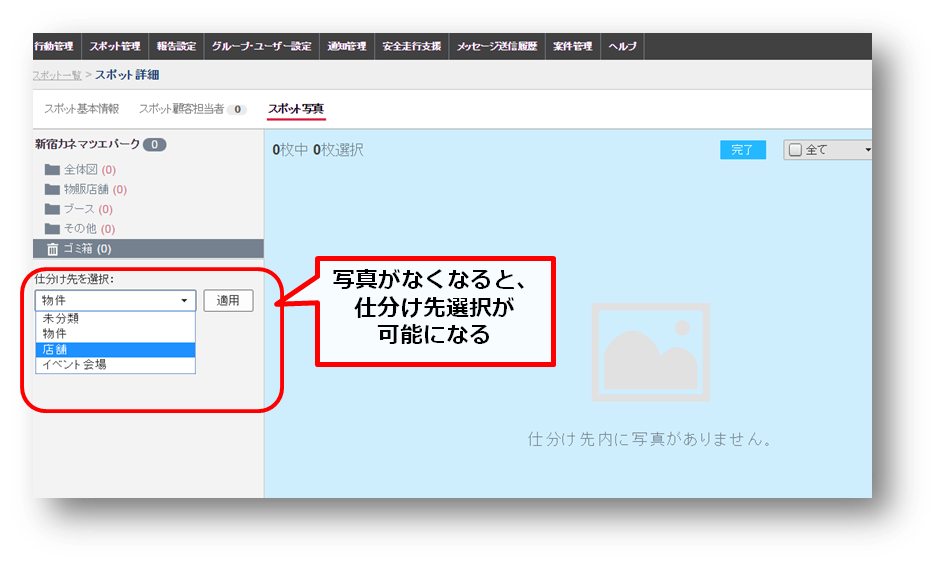 行動管理 スポット管理 報告設定 グループ・ユーザー設定 通知管理 安全走行支援 メッセージ送信履歴 案件管理 ヘルプ
スポット一覧 > スポット詳細
スポット基本情報 スポット顧客担当者 0 スポット写真
新宿カネマツエパーク 0
0枚中 0枚選択 完了 全て
全体図 (0)
物販店舗 (0)
ブース (0)
その他 (0)
ゴミ箱 (0)
仕分け先を選択:
物件 適用
未分類
物件
店舗
イベント会場
写真がなくなると、
仕分け先選択が
可能になる
仕分け先内に写真がありません。